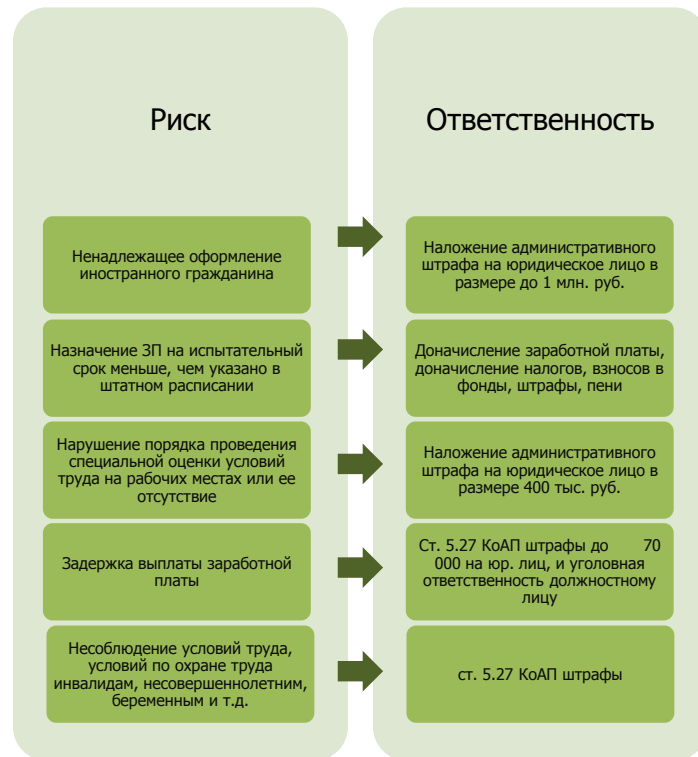 Риск
Ответственность
Ненадлежащее оформление
иностранного гражданина
Наложение административного
штрафа на юридическое лицо в
размере до 1 млн. руб.
Назначение ЗП на испытательный
срок меньше, чем указано в
штатном расписании
Доначисление заработной платы,
доначисление налогов, взносов в
фонды, штрафы, пени
Нарушение порядка проведения
специальной оценки условий
труда на рабочих местах или ее
отсутствие
Наложение административного
штрафа на юридическое лицо в
размере 400 тыс. руб.
Задержка выплаты заработной
платы
Ст. 5.27 КоАП штрафы до 70
000 на юр. лиц, и уголовная
ответственность должностному
лицу
Несоблюдение условий труда,
условий по охране труда
инвалидам, несовершеннолетним,
беременным и т.д.
ст. 5.27 КоАП штрафы